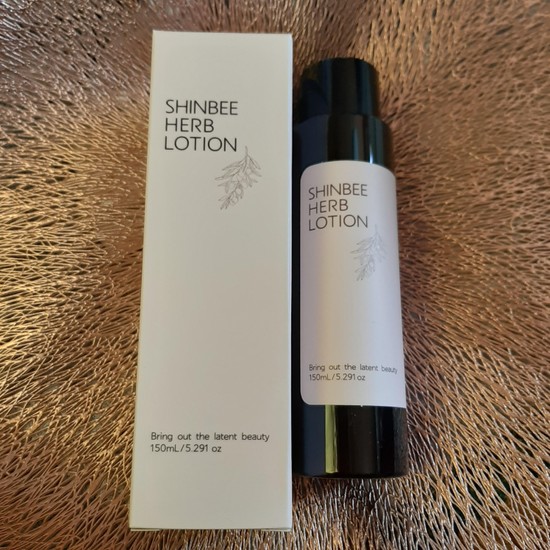 SHINBEE
HERB
LOTION
Bring out the latent beauty
150mL/5.291 oz
SHINBEE
HERB
LOTION
Bring out the latent beauty
150mL/5.291 oz